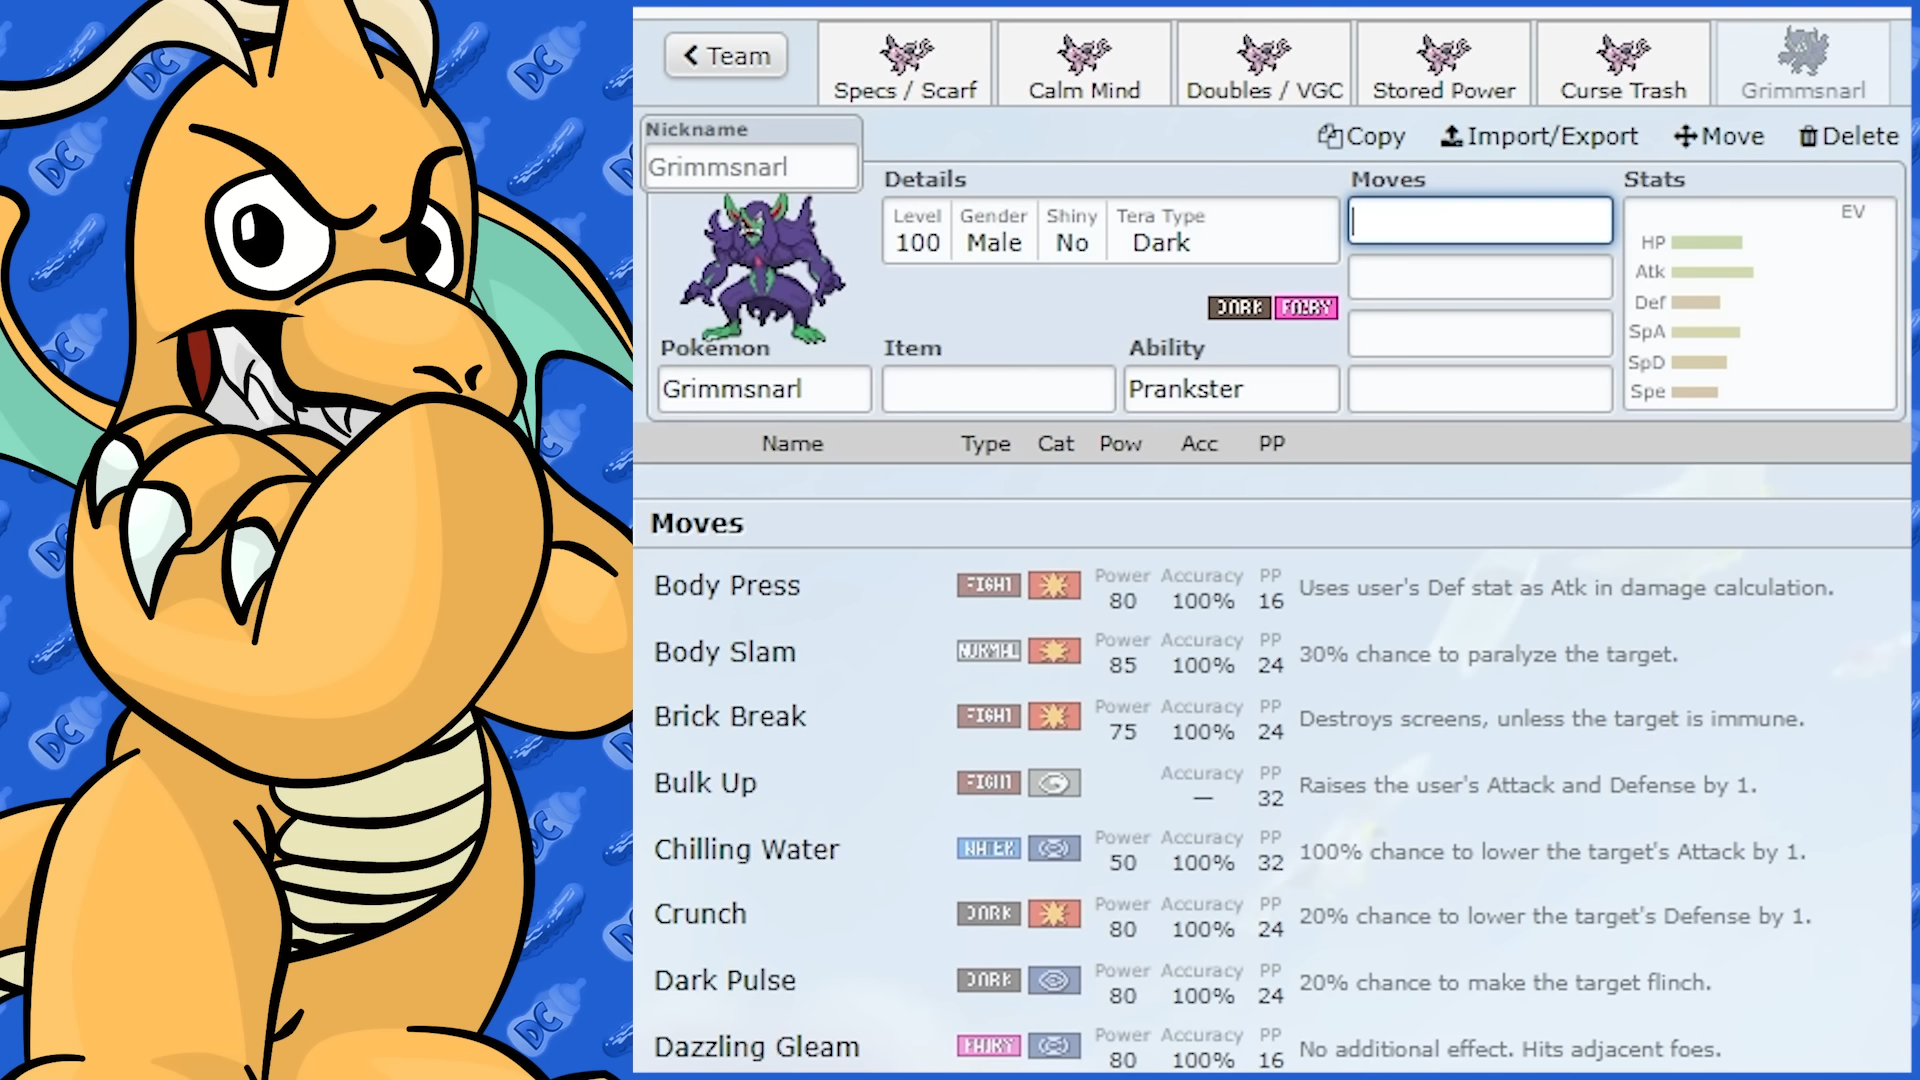 Team
Specs / Scarf
Calm Mind
Doubles / VGC
Stored Power
Curse Trash
Grimmsnarl
Nickname
Grimmsnarl
Copy
Import/Export
Move
Delete
Details
Level
100
Gender
Male
Shiny
No
Tera Type
Dark
DARK
FAIRY
Pokémon
Grimmsnarl
Item
Ability
Prankster
Moves
Stats
EV
HP
Atk
Def
SpA
SpD
Spe
Name Type Cat Pow Acc PP
Moves
Body Press FIGHT Power 80 Accuracy 100% PP 16 Uses user's Def stat as Atk in damage calculation.
Body Slam NORMAL Power 85 Accuracy 100% PP 24 30% chance to paralyze the target.
Brick Break FIGHT Power 75 Accuracy 100% PP 24 Destroys screens, unless the target is immune.
Bulk Up FIGHT Accuracy — PP 32 Raises the user's Attack and Defense by 1.
Chilling Water WATER Power 50 Accuracy 100% PP 32 100% chance to lower the target's Attack by 1.
Crunch DARK Power 80 Accuracy 100% PP 24 20% chance to lower the target's Defense by 1.
Dark Pulse DARK Power 80 Accuracy 100% PP 24 20% chance to make the target flinch.
Dazzling Gleam FAIRY Power 80 Accuracy 100% PP 16 No additional effect. Hits adjacent foes.
DC
DC
DC
DC
DC
DC
DC